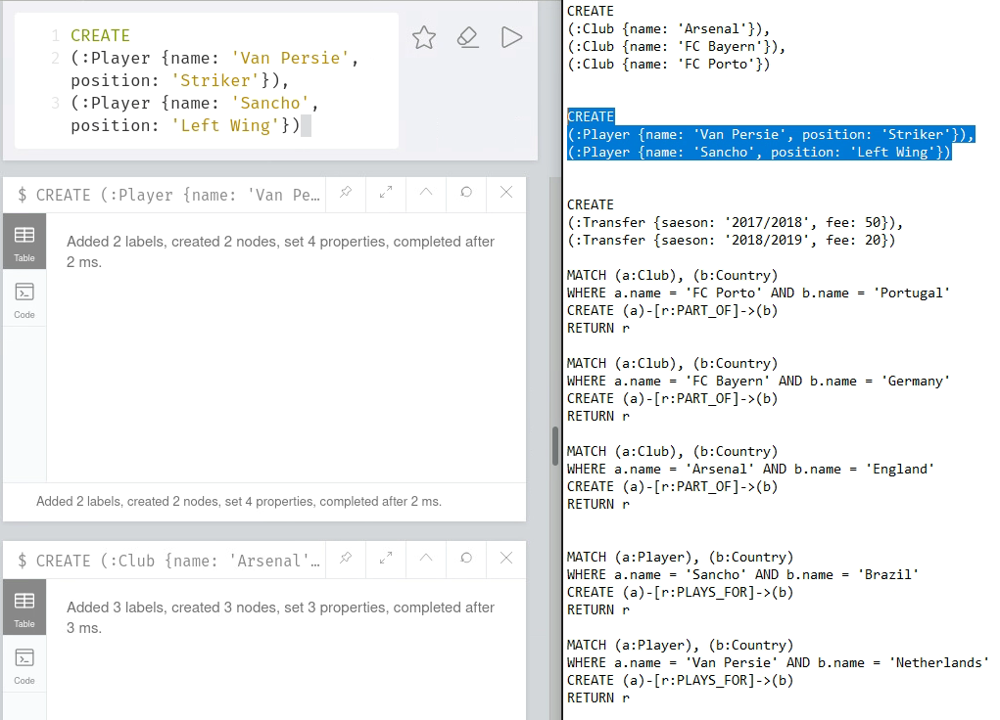 1 CREATE
2 (:Player {name: 'Van Persie',
position: 'Striker'}),
3 (:Player {name: 'Sancho',
position: 'Left Wing'})
$ CREATE (:Player {name: 'Van Pe…
Table
Code
Added 2 labels, created 2 nodes, set 4 properties, completed after
2 ms.
Added 2 labels, created 2 nodes, set 4 properties, completed after 2 ms.
$ CREATE (:Club {name: 'Arsenal'…
Table
Code
Added 3 labels, created 3 nodes, set 3 properties, completed after
3 ms.
CREATE
(:Club {name: 'Arsenal'}),
(:Club {name: 'FC Bayern'}),
(:Club {name: 'FC Porto'})
CREATE
(:Player {name: 'Van Persie', position: 'Striker'}),
(:Player {name: 'Sancho', position: 'Left Wing'})
CREATE
(:Transfer {saeson: '2017/2018', fee: 50}),
(:Transfer {saeson: '2018/2019', fee: 20})
MATCH (a:Club), (b:Country)
WHERE a.name = 'FC Porto' AND b.name = 'Portugal'
CREATE (a)-[r:PART_OF]->(b)
RETURN r
MATCH (a:Club), (b:Country)
WHERE a.name = 'FC Bayern' AND b.name = 'Germany'
CREATE (a)-[r:PART_OF]->(b)
RETURN r
MATCH (a:Club), (b:Country)
WHERE a.name = 'Arsenal' AND b.name = 'England'
CREATE (a)-[r:PART_OF]->(b)
RETURN r
MATCH (a:Player), (b:Country)
WHERE a.name = 'Sancho' AND b.name = 'Brazil'
CREATE (a)-[r:PLAYS_FOR]->(b)
RETURN r
MATCH (a:Player), (b:Country)
WHERE a.name = 'Van Persie' AND b.name = 'Netherlands'
CREATE (a)-[r:PLAYS_FOR]->(b)
RETURN r